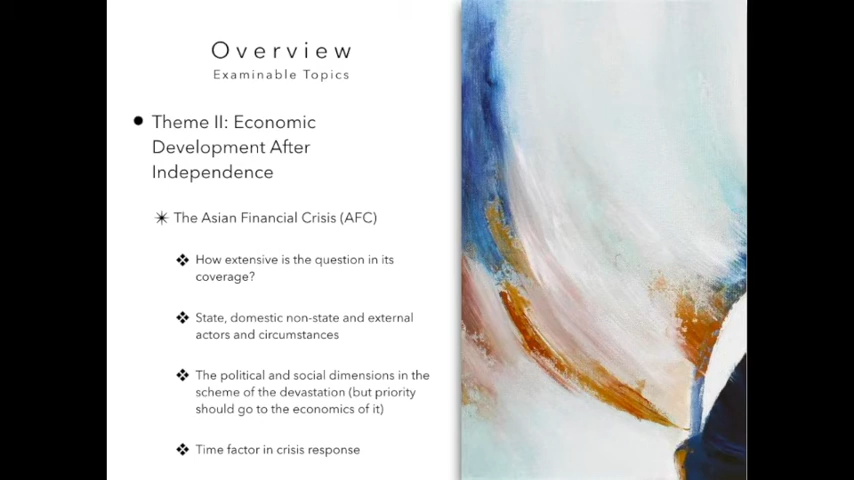 Overview
Examinable Topics
Theme II: Economic
Development After
Independence
The Asian Financial Crisis (AFC)
How extensive is the question in its
coverage?
State, domestic non-state and external
actors and circumstances
The political and social dimensions in the
scheme of the devastation (but priority
should go to the economics of it)
Time factor in crisis response